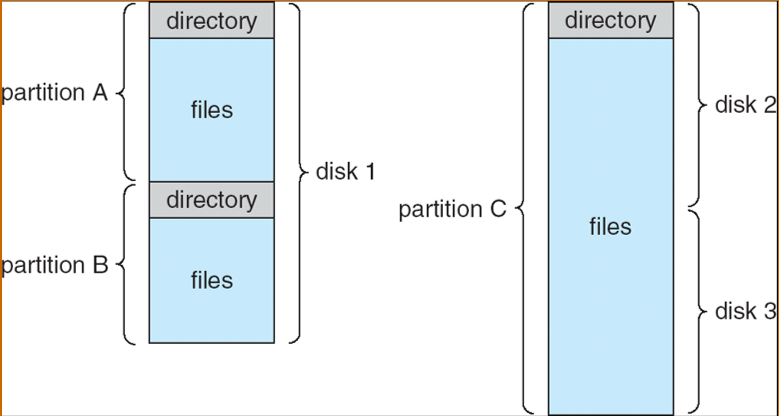 directory
partition A
files
disk 1
directory
partition B
files
directory
disk 2
partition C
files
disk 3